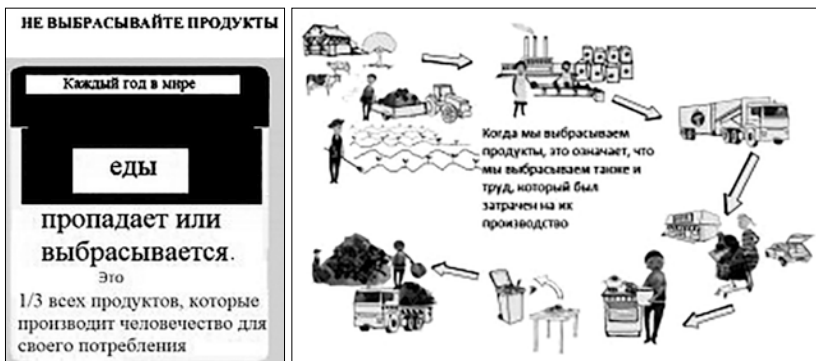 НЕ ВЫБРАСЫВАЙТЕ ПРОДУКТЫ
Каждый год в мире
еды
пропадает или
выбрасывается.
Это
1/3 всех продуктов, которые
производит человечество для
своего потребления
Когда мы выбрасываем
продукты, это означает, что
мы выбрасываем также и
труд, который был
затрачен на их
производство